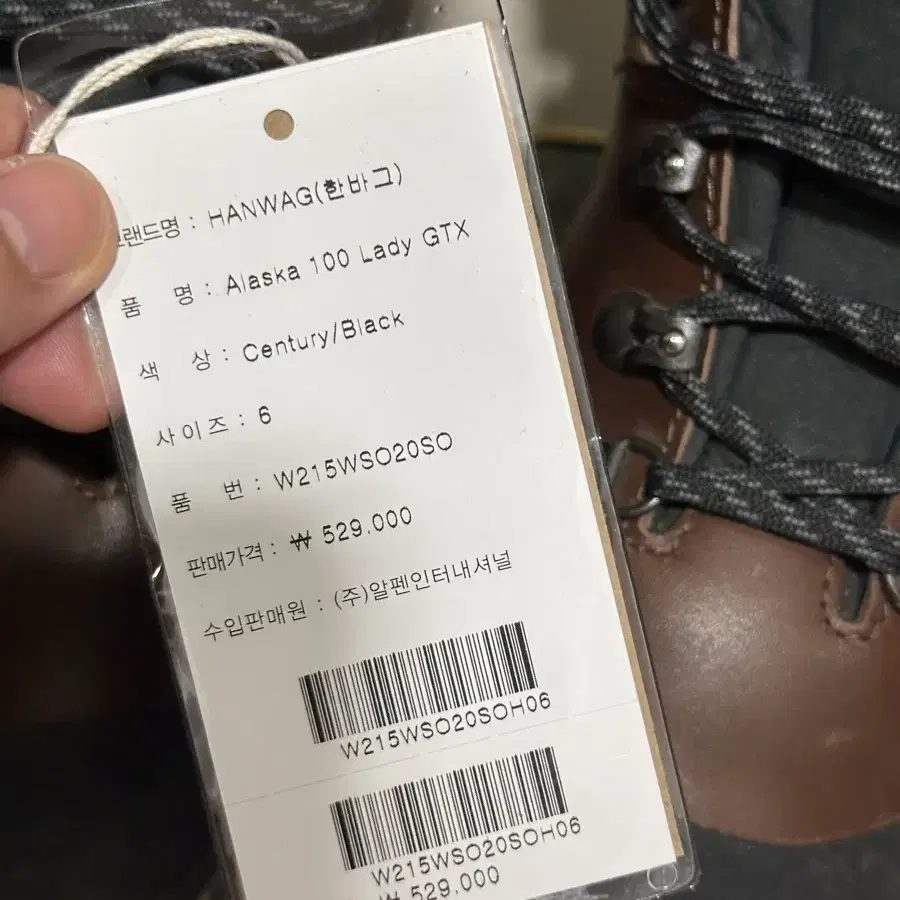 브랜드명 : HANWAG(한바그)
품 명 : Alaska 100 Lady GTX
색 상 : Century/Black
사이즈 : 6
품 번 : W215WSO20SO
판매가격 : ₩ 529.000
수입판매원 : (주)알펜인터내셔널
W215WSO20SOH06
W215WSO20SOH06
₩ 529.000